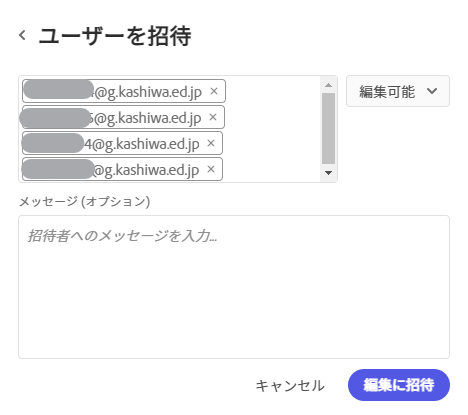 ユーザーを招待
@g.kashiwa.ed.jp ×
@g.kashiwa.ed.jp ×
4@g.kashiwa.ed.jp ×
@g.kashiwa.ed.jp ×
編集可能
メッセージ (オプション)
招待者へのメッセージを入力...
キャンセル
編集に招待